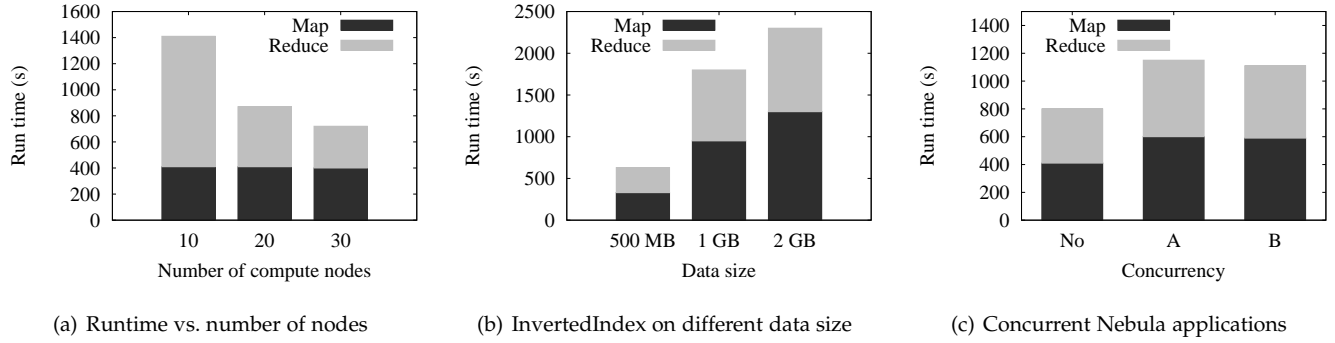 Map
Reduce
Run time (s)
1600
1400
1200
1000
800
600
400
200
0
10 20 30
Number of compute nodes
(a) Runtime vs. number of nodes
Map
Reduce
Run time (s)
2500
2000
1500
1000
500
0
500 MB 1 GB 2 GB
Data size
(b) InvertedIndex on different data size
Map
Reduce
Run time (s)
1400
1200
1000
800
600
400
200
0
No A B
Concurrency
(c) Concurrent Nebula applications